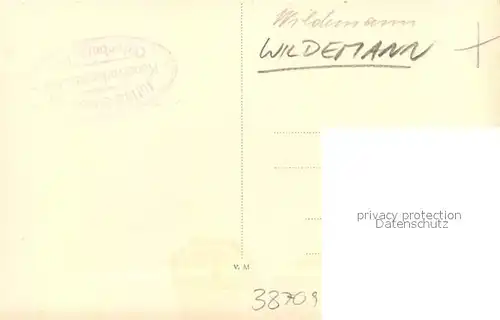 Wildemann
WILDEMANN
privacy protection
Datenschutz
V. M
38709